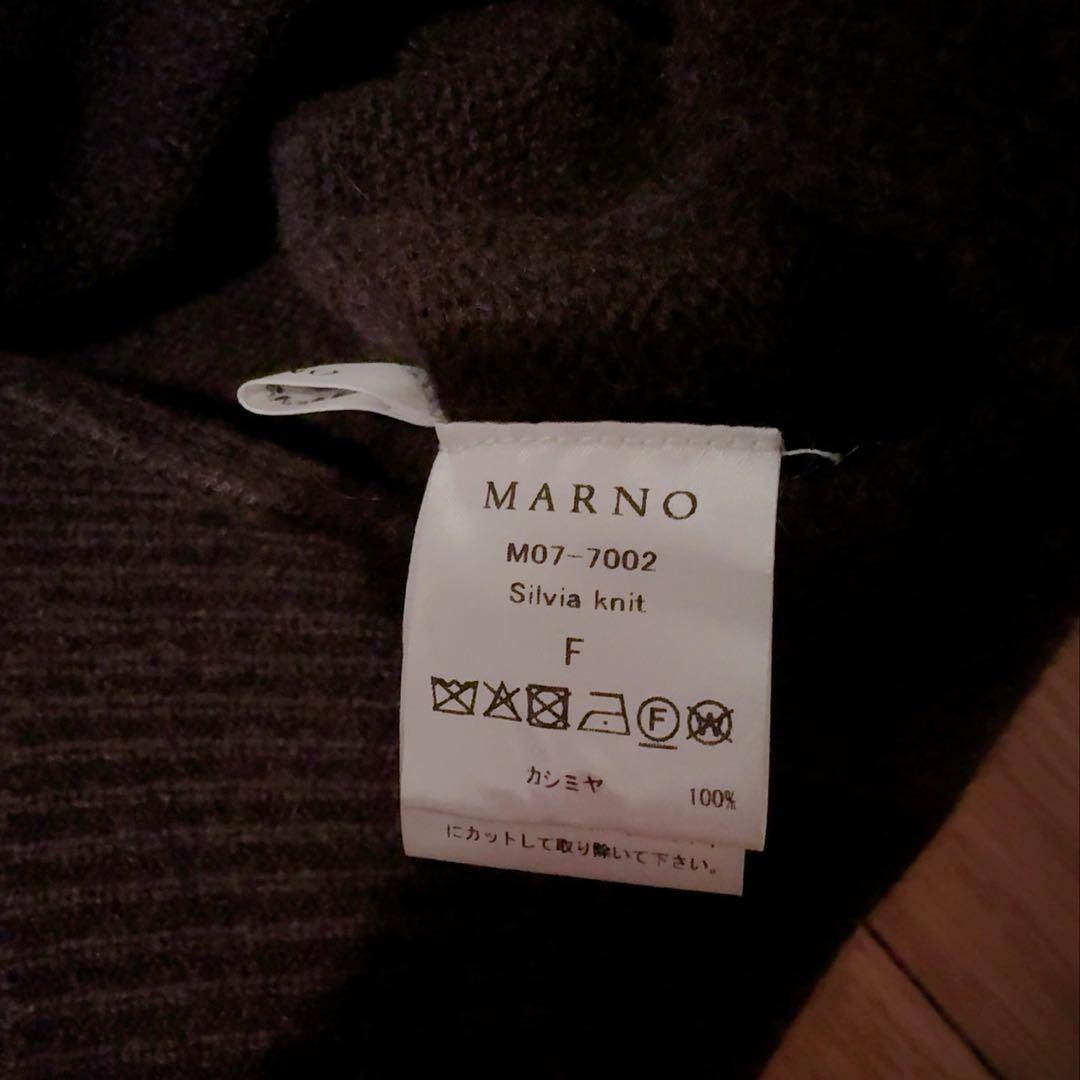 MARNO
M07-7002
Silvia knit
F
F W
カシミヤ 100%
にカットして取り除いて下さい。